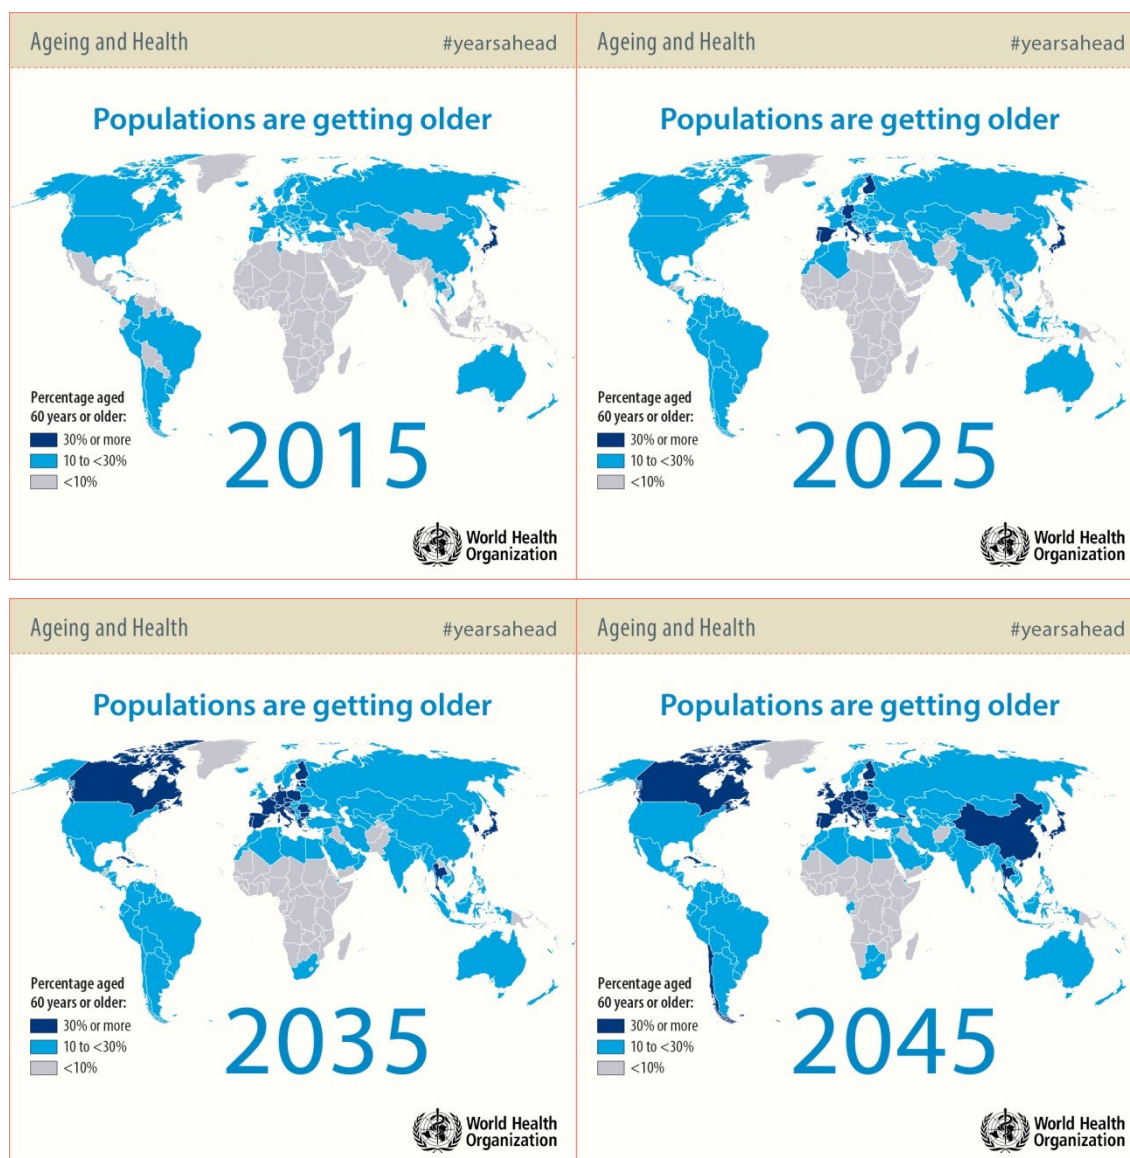 Ageing and Health
#yearsahead
Populations are getting older
Percentage aged
60 years or older:
30% or more
10 to <30%
<10%
2015
World Health
Organization
Ageing and Health
#yearsahead
Populations are getting older
Percentage aged
60 years or older:
30% or more
10 to <30%
<10%
2025
World Health
Organization
Ageing and Health
#yearsahead
Populations are getting older
Percentage aged
60 years or older:
30% or more
10 to <30%
<10%
2035
World Health
Organization
Ageing and Health
#yearsahead
Populations are getting older
Percentage aged
60 years or older:
30% or more
10 to <30%
<10%
2045
World Health
Organization